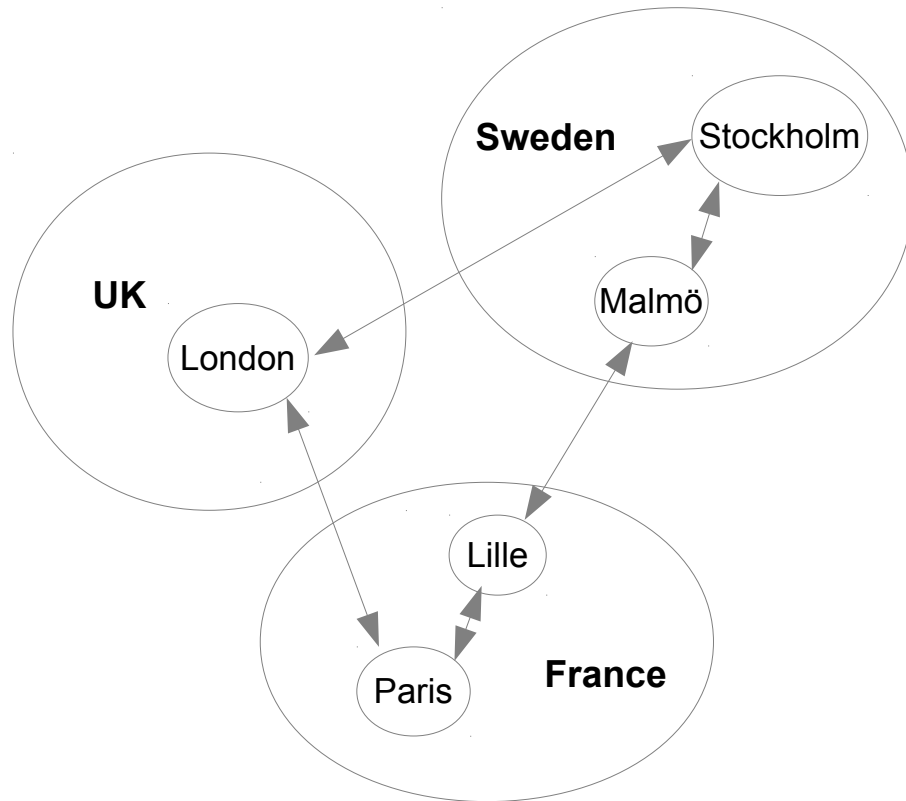 Sweden
Stockholm
UK
Malmö
London
Lille
France
Paris